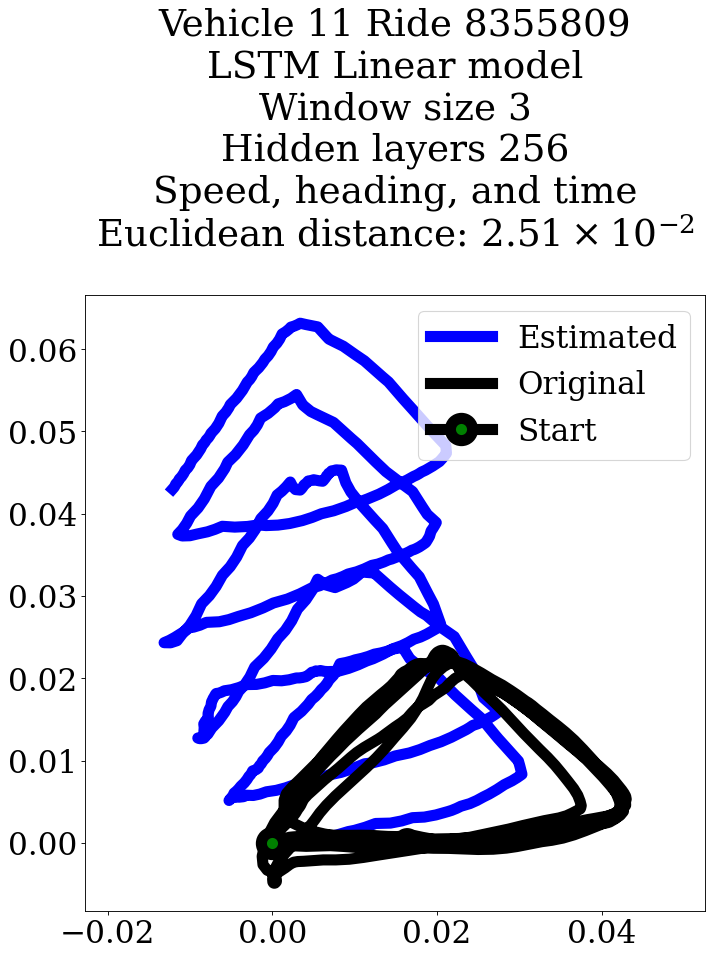 Vehicle 11 Ride 8355809
LSTM Linear model
Window size 3
Hidden layers 256
Speed, heading, and time
Euclidean distance: 2.51 × 10⁻²
Estimated
Original
Start
0.06
0.05
0.04
0.03
0.02
0.01
0.00
−0.02 0.00 0.02 0.04